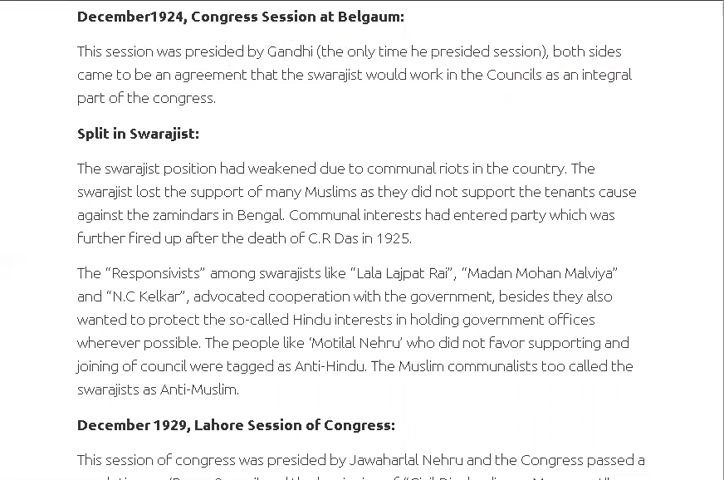 December1924, Congress Session at Belgaum:
This session was presided by Gandhi (the only time he presided session), both sides
came to be an agreement that the swarajist would work in the Councils as an integral
part of the congress.
Split in Swarajist:
The swarajist position had weakened due to communal riots in the country. The
swarajist lost the support of many Muslims as they did not support the tenants cause
against the zamindars in Bengal. Communal interests had entered party which was
further fired up after the death of C.R Das in 1925.
The “Responsivists” among swarajists like “Lala Lajpat Rai”, “Madan Mohan Malviya”
and “N.C Kelkar”, advocated cooperation with the government, besides they also
wanted to protect the so-called Hindu interests in holding government offices
wherever possible. The people like ‘Motilal Nehru’ who did not favor supporting and
joining of council were tagged as Anti-Hindu. The Muslim communalists too called the
swarajists as Anti-Muslim.
December 1929, Lahore Session of Congress:
This session of congress was presided by Jawaharlal Nehru and the Congress passed a